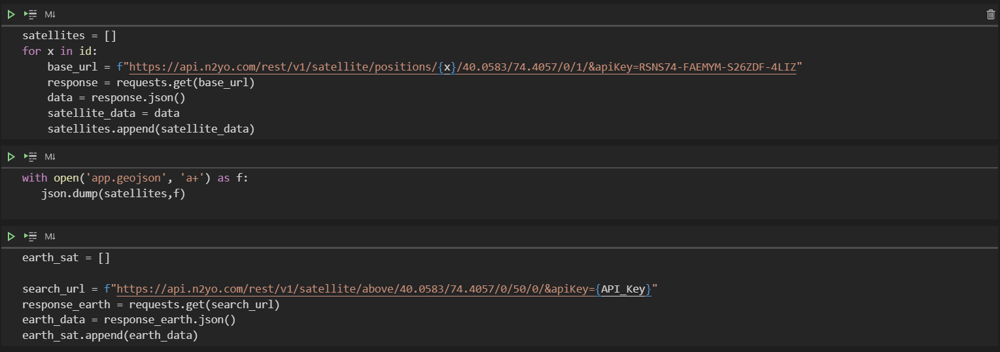 M↓
satellites = []
for x in id:
    base_url = f"https://api.n2yo.com/rest/v1/satellite/positions/{x}/40.0583/74.4057/0/1/&apiKey=RSNS74-FAEMYM-S26ZDF-4LIZ"
    response = requests.get(base_url)
    data = response.json()
    satellite_data = data
    satellites.append(satellite_data)
M↓
with open('app.geojson', 'a+') as f:
   json.dump(satellites,f)
M↓
earth_sat = []
search_url = f"https://api.n2yo.com/rest/v1/satellite/above/40.0583/74.4057/0/50/0/&apiKey={API_Key}"
response_earth = requests.get(search_url)
earth_data = response_earth.json()
earth_sat.append(earth_data)